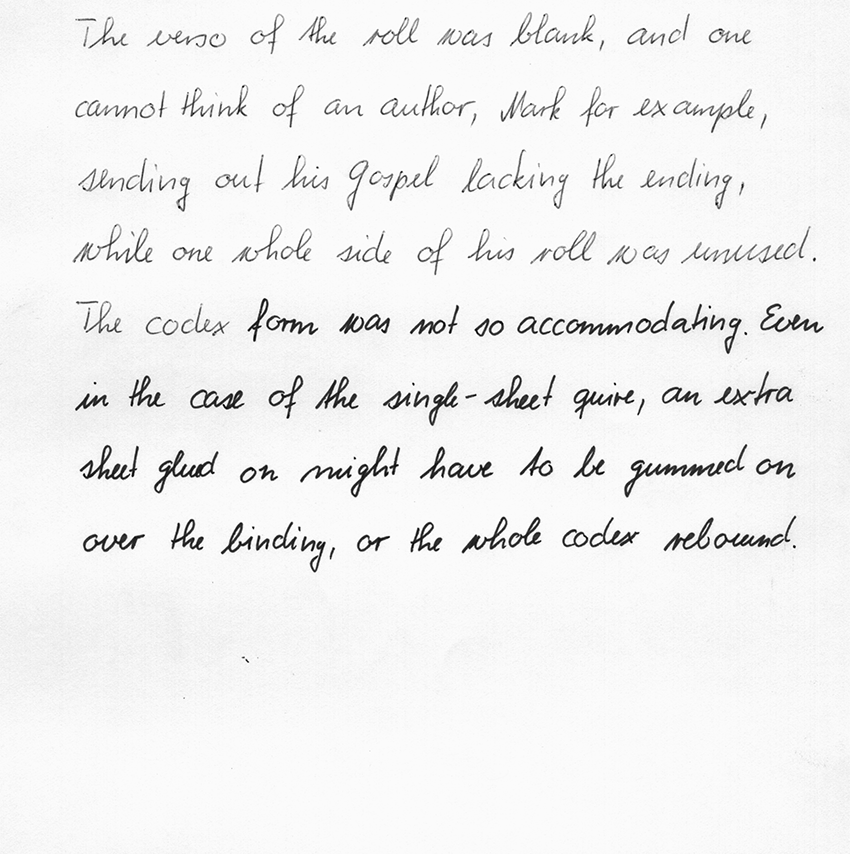 The verso of the roll was blank, and one
cannot think of an author, Mark for example,
sending out his Gospel lacking the ending,
while one whole side of his roll was unused.
The codex form was not so accommodating. Even
in the case of the single-sheet quire, an extra
sheet glued on might have to be gummed on
over the binding, or the whole codex rebound.